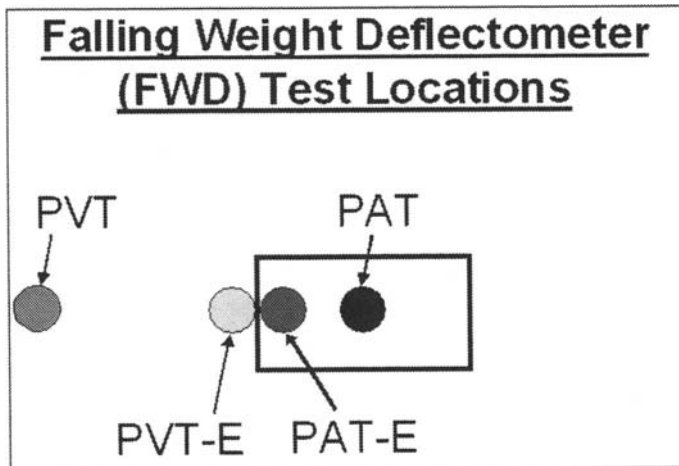 Falling Weight Deflectometer
(FWD) Test Locations
PVT
PAT
PVT-E
PAT-E